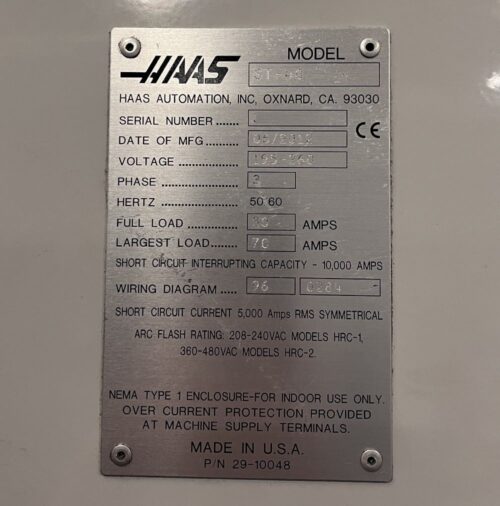 HAAS
MODEL
ST-40
HAAS AUTOMATION, INC, OXNARD, CA. 93030
SERIAL NUMBER
DATE OF MFG
CE
VOLTAGE
PHASE 3
HERTZ 50/60
FULL LOAD AMPS
LARGEST LOAD 70 AMPS
SHORT CIRCUIT INTERRUPTING CAPACITY - 10,000 AMPS
WIRING DIAGRAM 96
SHORT CIRCUIT CURRENT 5,000 Amps RMS SYMMETRICAL
ARC FLASH RATING: 208-240VAC MODELS HRC-1,
360-480VAC MODELS HRC-2.
NEMA TYPE 1 ENCLOSURE-FOR INDOOR USE ONLY.
OVER CURRENT PROTECTION PROVIDED
AT MACHINE SUPPLY TERMINALS.
MADE IN U.S.A.
P/N 29-10048